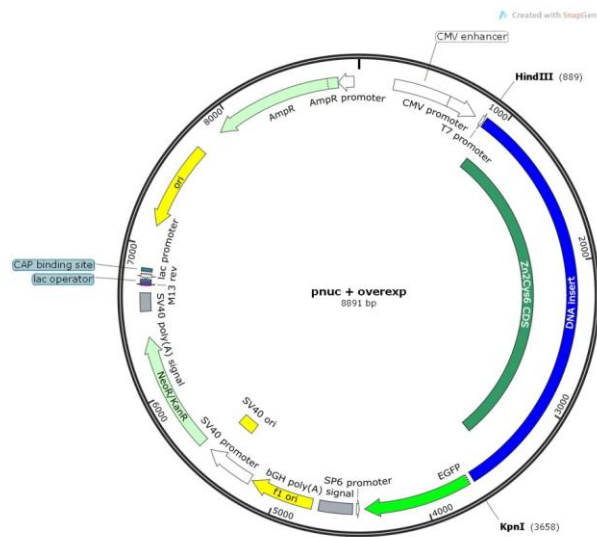 Created with SnapGene
CMV enhancer
HindIII (889)
1000
CMV promoter
T7 promoter
AmpR promoter
AmpR
8000
ori
2000
7000
lac promoter
CAP binding site
lac operator
M13 rev
pnuc + overexp
8891 bp
Zn2Cys6 CDS
DNA insert
SV40 poly(A) signal
NeoR/KanR
6000
SV40 ori
3000
SV40 promoter
bGH poly(A) signal
SP6 promoter
EGFP
f1 ori
5000
4000
KpnI (3658)